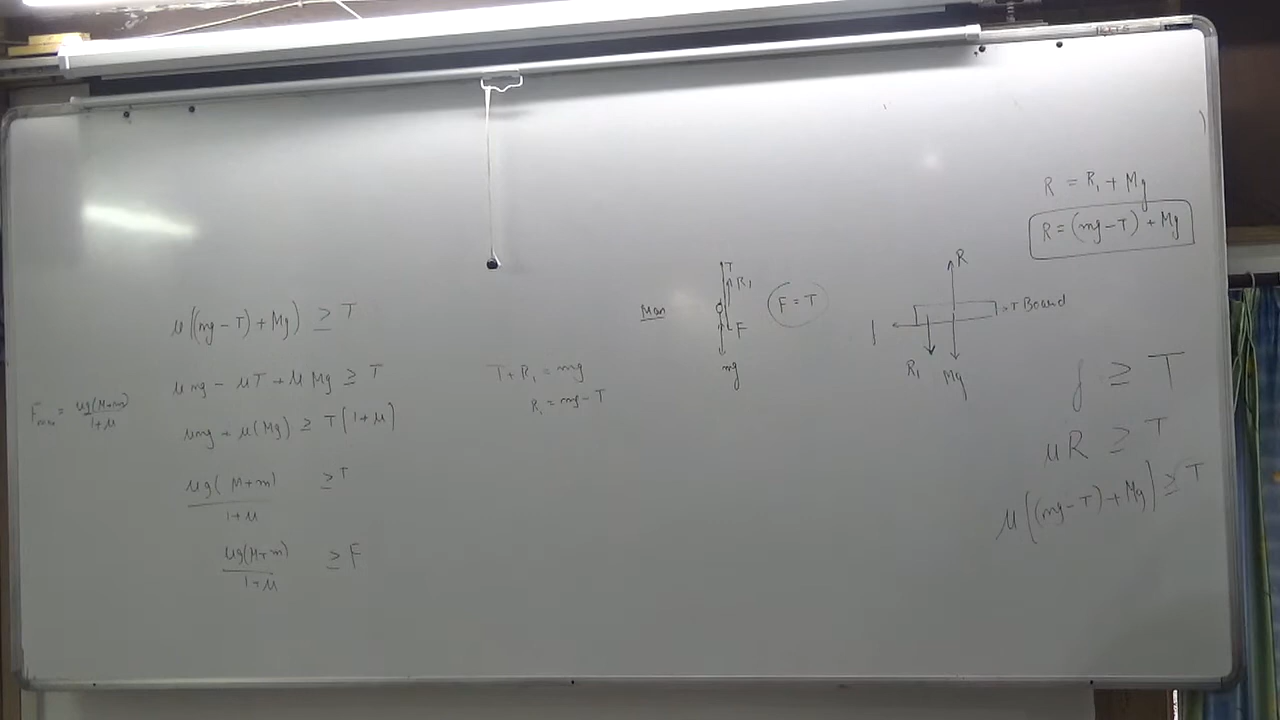 μ((mg-T)+Mg) ≥ T
μmg - μT + μMg ≥ T
μmg + μ(Mg) ≥ T(1+μ)
μg(M+m)/1+μ ≥ T
μg(M+m)/1+μ ≥ F
Fmax = μg(M+m)/1+μ
T + R₁ = mg
R₁ = mg - T
Man
T
R₁
F
mg
F = T
R
Board
f
R₁
Mg
R = R₁ + Mg
R = (mg-T) + Mg
f ≥ T
μR ≥ T
μ((mg-T)+Mg) ≥ T